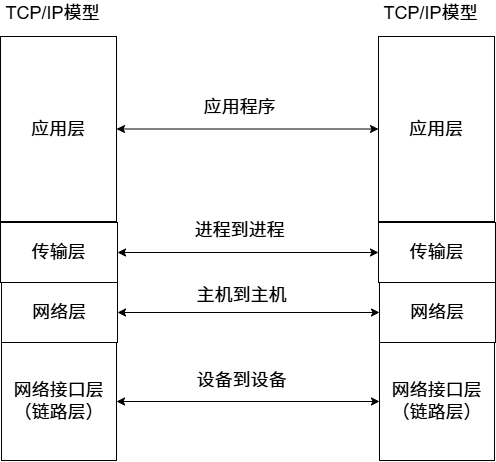 TCP/IP模型 TCP/IP模型
应用层 应用程序 应用层
进程到进程
传输层 传输层
主机到主机
网络层 网络层
设备到设备
网络接口层 网络接口层
（链路层） （链路层）